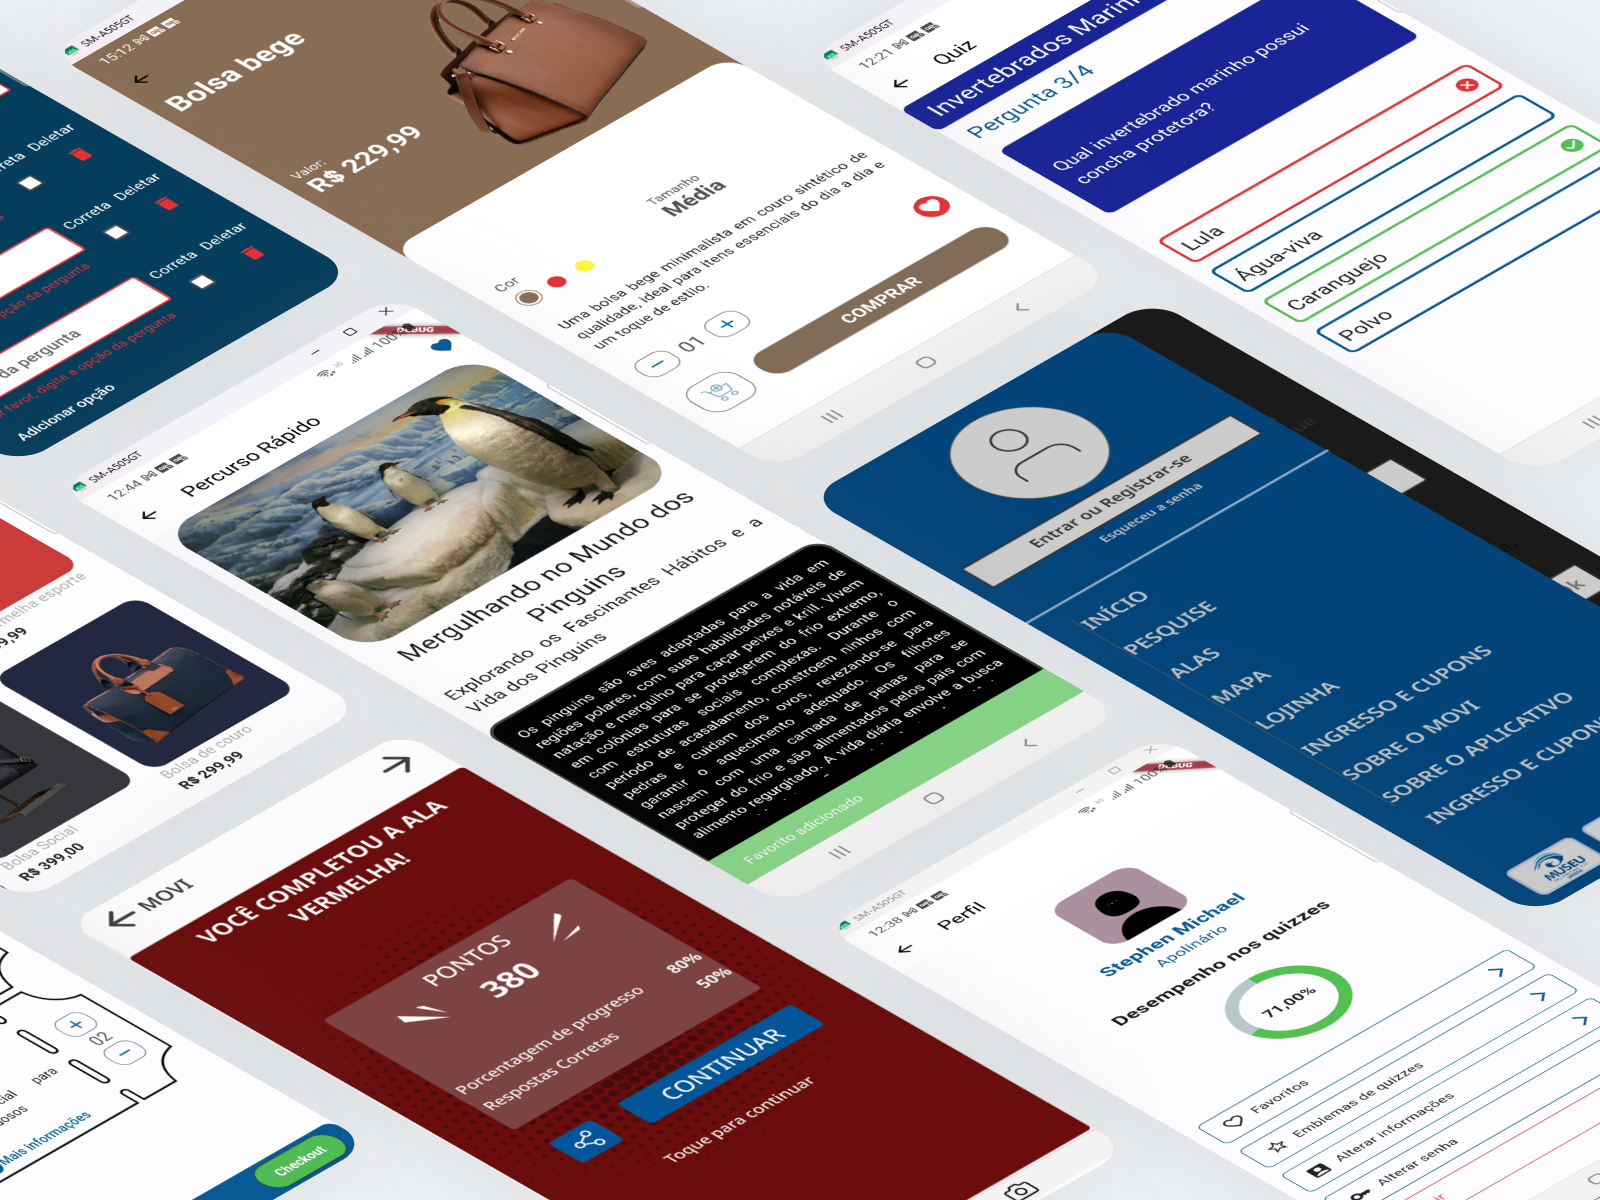 SM-A505GT
15:12
Bolsa bege
Valor:
R$ 229,99
Tamanho
Média
Cor
Uma bolsa bege minimalista em couro sintético de
qualidade, ideal para itens essenciais do dia a dia e
um toque de estilo.
01
COMPRAR
SM-A505GT
12:21
Quiz
Invertebrados Marinh
Pergunta 3/4
Qual invertebrado marinho possui
concha protetora?
Lula
Água-viva
Caranguejo
Polvo
Deletar
Correta Deletar
Correta Deletar
opção da pergunta
da pergunta
favor, digite a opção da pergunta
Adicionar opção
SM-A505GT
12:44
DEBUG
Percurso Rápido
Mergulhando no Mundo dos
Pinguins
Explorando os Fascinantes Hábitos e a
Vida dos Pinguins
Os pinguins são aves adaptadas para a vida em
regiões polares, com suas habilidades notáveis de
natação e mergulho para caçar peixes e krill. Vivem
em colônias para se protegerem do frio extremo,
com estruturas sociais complexas. Durante o
período de acasalamento, constroem ninhos com
pedras e cuidam dos ovos, revezando-se para
garantir o aquecimento adequado. Os filhotes
nascem com uma camada de penas para se
proteger do frio e são alimentados pelos pais com
alimento regurgitado. A vida diária envolve a busca
Favorito adicionado
Entrar ou Registrar-se
Esqueceu a senha
INÍCIO
PESQUISE
ALAS
MAPA
LOJINHA
INGRESSO E CUPONS
SOBRE O MOVI
SOBRE O APLICATIVO
INGRESSO E CUPON
MUSEU
ue
k
melha esporte
9,99
Bolsa de couro
R$ 299,99
Bolsa Social
R$ 399,00
MOVI
VOCÊ COMPLETOU A ALA
VERMELHA!
PONTOS
380
Porcentagem de progresso 80%
Respostas Corretas 50%
CONTINUAR
Toque para continuar
SM-A505GT
12:38
DEBUG
Perfil
Stephen Michael
Apolinário
Desempenho nos quizzes
71,00%
Favoritos
Emblemas de quizzes
Alterar informações
Alterar senha
ir
02
cial para
dosos
Mais informações
Checkout